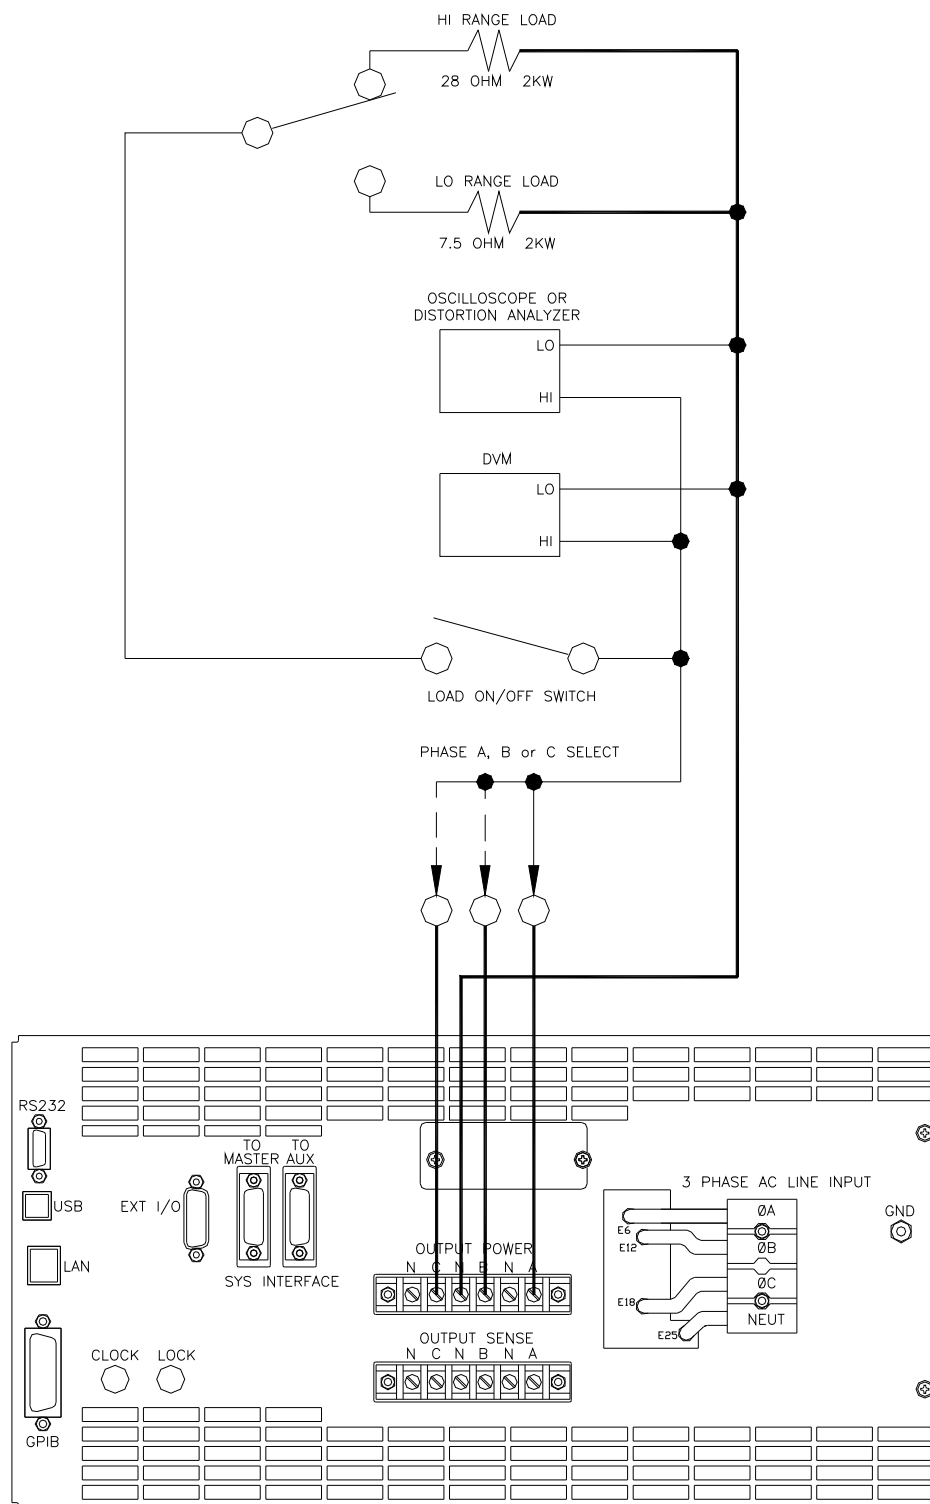 HI RANGE LOAD
28 OHM 2KW
LO RANGE LOAD
7.5 OHM 2KW
OSCILLOSCOPE OR
DISTORTION ANALYZER
LO
HI
DVM
LO
HI
LOAD ON/OFF SWITCH
PHASE A, B or C SELECT
RS232
USB
LAN
GPIB
EXT I/O
TO MASTER
TO AUX
SYS INTERFACE
CLOCK
LOCK
OUTPUT POWER
N C N B N A
OUTPUT SENSE
N C N B N A
3 PHASE AC LINE INPUT
ØA
ØB
ØC
NEUT
E6
E12
E18
E25
GND